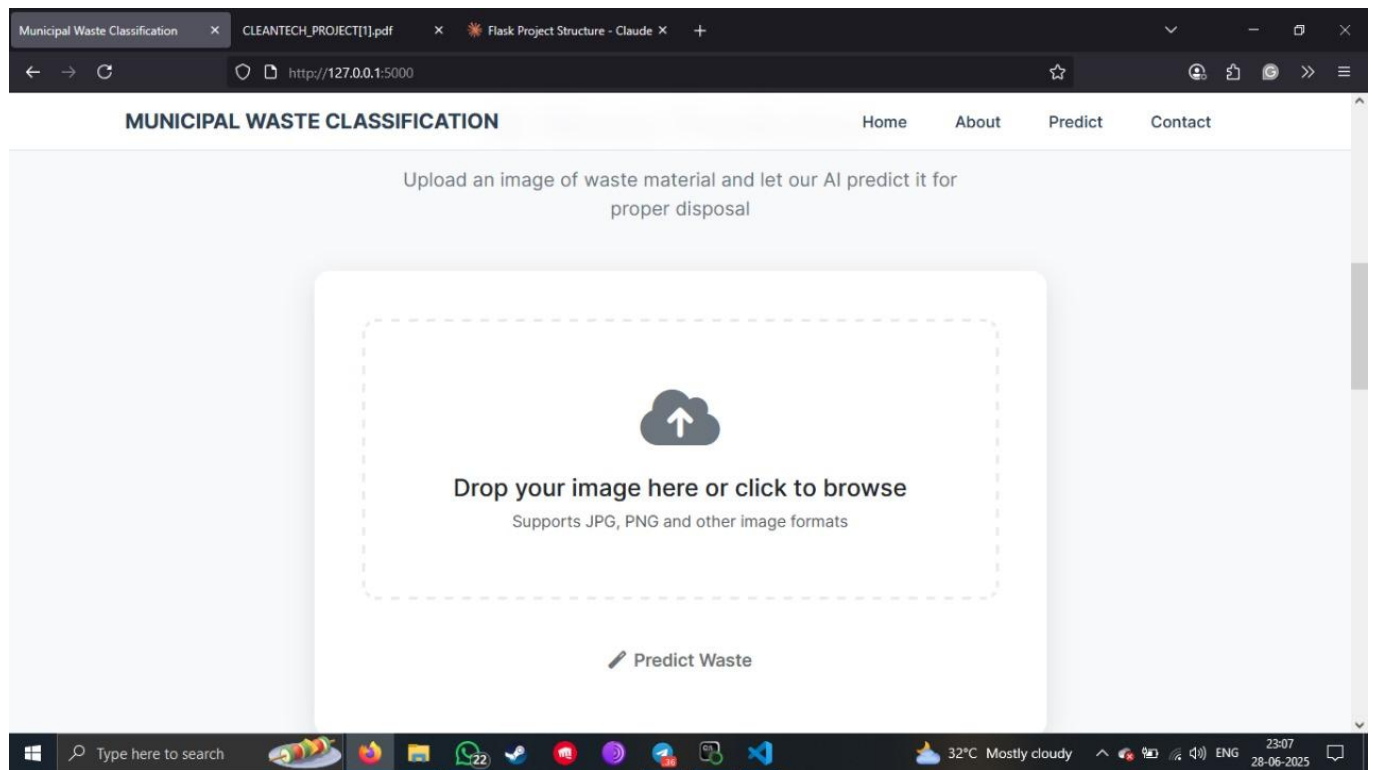 Municipal Waste Classification
CLEANTECH_PROJECT[1].pdf
Flask Project Structure - Claude
http://127.0.0.1:5000
MUNICIPAL WASTE CLASSIFICATION
Home About Predict Contact
Upload an image of waste material and let our AI predict it for
proper disposal
Drop your image here or click to browse
Supports JPG, PNG and other image formats
Predict Waste
Type here to search
22
32°C Mostly cloudy
ENG
23:07
28-06-2025